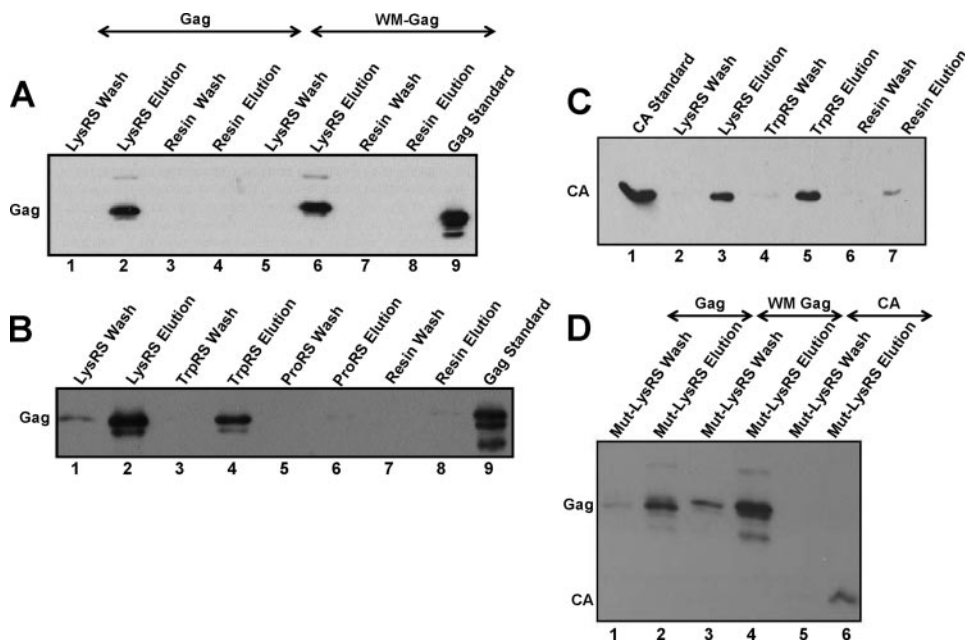 Gag WM-Gag
A
LysRS Wash
LysRS Elution
Resin Wash
Resin Elution
LysRS Wash
LysRS Elution
Resin Wash
Resin Elution
Gag Standard
Gag
1 2 3 4 5 6 7 8 9
B
LysRS Wash
LysRS Elution
TrpRS Wash
TrpRS Elution
ProRS Wash
ProRS Elution
Resin Wash
Resin Elution
Gag Standard
Gag
1 2 3 4 5 6 7 8 9
C
CA Standard
LysRS Wash
LysRS Elution
TrpRS Wash
TrpRS Elution
Resin Wash
Resin Elution
CA
1 2 3 4 5 6 7
D
Gag WM Gag CA
Mut-LysRS Wash
Mut-LysRS Elution
Mut-LysRS Wash
Mut-LysRS Elution
Mut-LysRS Wash
Mut-LysRS Elution
Gag
CA
1 2 3 4 5 6